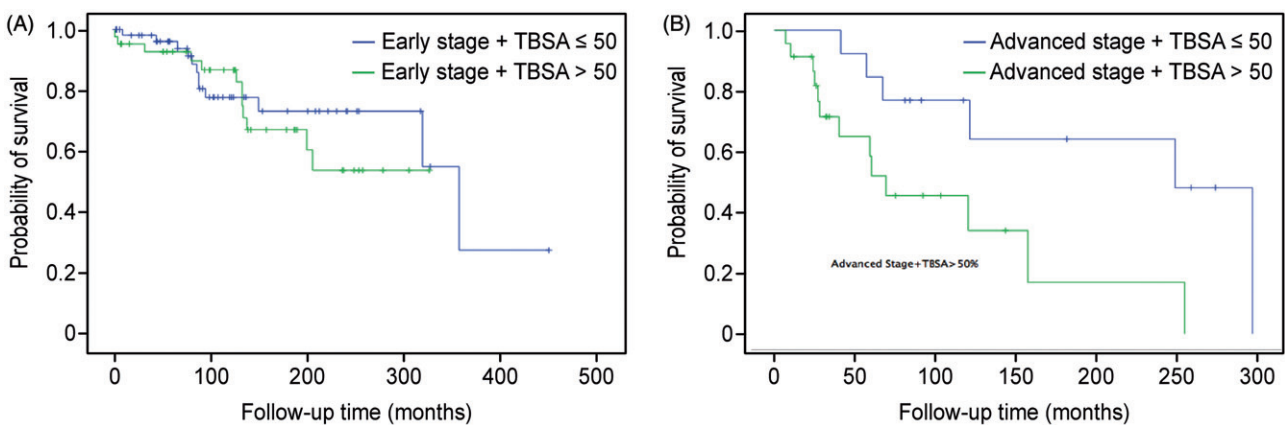 (A)
Early stage + TBSA ≤ 50
Early stage + TBSA > 50
Probability of survival
1.0
0.8
0.6
0.4
0.2
0
0 100 200 300 400 500
Follow-up time (months)
(B)
Advanced stage + TBSA ≤ 50
Advanced stage + TBSA > 50
Probability of survival
1.0
0.8
0.6
0.4
0.2
0
Advanced Stage+TBSA>50%
0 50 100 150 200 250 300
Follow-up time (months)